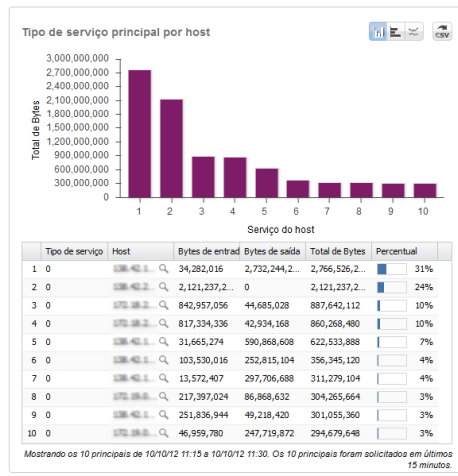 Tipo de serviço principal por host
CSV
3,000,000,000
2,700,000,000
2,400,000,000
2,100,000,000
1,800,000,000
1,500,000,000
1,200,000,000
900,000,000
600,000,000
300,000,000
0
Total de Bytes
1 2 3 4 5 6 7 8 9 10
Serviço do host
Tipo de serviço Host Bytes de entrad Bytes de saída Total de Bytes Percentual
1 0 34,282,016 2,732,244,2... 2,766,526,2... 31%
2 0 2,121,237,2... 0 2,121,237,2... 24%
3 0 842,957,056 44,685,028 887,642,112 10%
4 0 817,334,336 42,934,168 860,268,480 10%
5 0 31,665,274 590,868,608 622,533,888 7%
6 0 103,530,016 252,815,104 356,345,120 4%
7 0 13,572,407 297,706,688 311,279,104 4%
8 0 217,397,024 86,868,632 304,265,664 3%
9 0 251,836,944 49,218,420 301,055,360 3%
10 0 46,959,780 247,719,872 294,679,648 3%
Mostrando os 10 principais de 10/10/12 11:15 a 10/10/12 11:30. Os 10 principais foram solicitados em últimos
15 minutos.